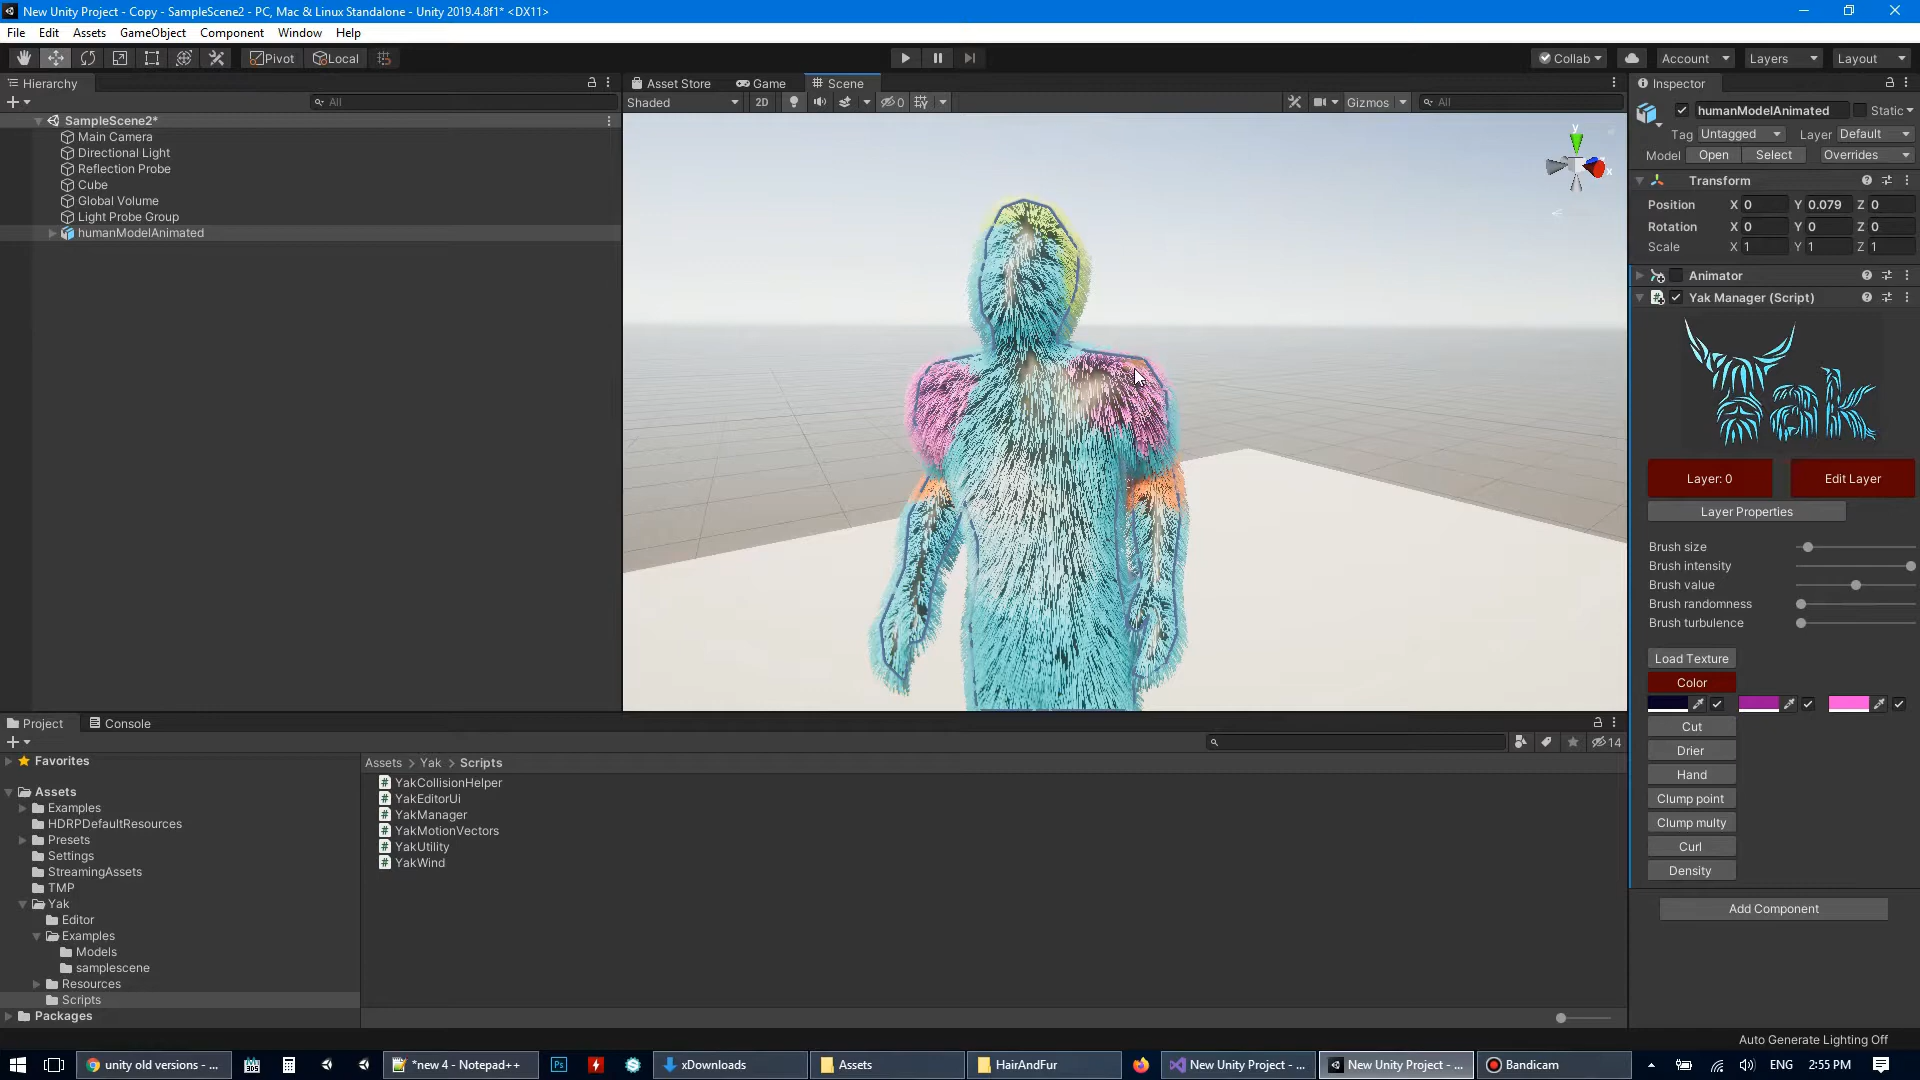 New Unity Project - Copy - SampleScene2 - PC, Mac & Linux Standalone - Unity 2019.4.8f1* <DX11>
File Edit Assets GameObject Component Window Help
Pivot Local Collab Account Layers Layout
Hierarchy
All
SampleScene2*
Main Camera
Directional Light
Reflection Probe
Cube
Global Volume
Light Probe Group
humanModelAnimated
Asset Store Game Scene
Shaded 2D 0 Gizmos All
y
x
Inspector
humanModelAnimated Static
Tag Untagged Layer Default
Model Open Select Overrides
Transform
Position X 0 Y 0.079 Z 0
Rotation X 0 Y 0 Z 0
Scale X 1 Y 1 Z 1
Animator
Yak Manager (Script)
Yak
Layer: 0 Edit Layer
Layer Properties
Brush size
Brush intensity
Brush value
Brush randomness
Brush turbulence
Load Texture
Color
Cut
Drier
Hand
Clump point
Clump multy
Curl
Density
Add Component
Project Console
14
Favorites
Assets
Examples
HDRPDefaultResources
Presets
Settings
StreamingAssets
TMP
Yak
Editor
Examples
Models
samplescene
Resources
Scripts
Packages
Assets > Yak > Scripts
YakCollisionHelper
YakEditorUi
YakManager
YakMotionVectors
YakUtility
YakWind
Auto Generate Lighting Off
unity old versions - ... *new 4 - Notepad++ Ps xDownloads Assets HairAndFur New Unity Project - ... New Unity Project - ... Bandicam ENG 2:55 PM